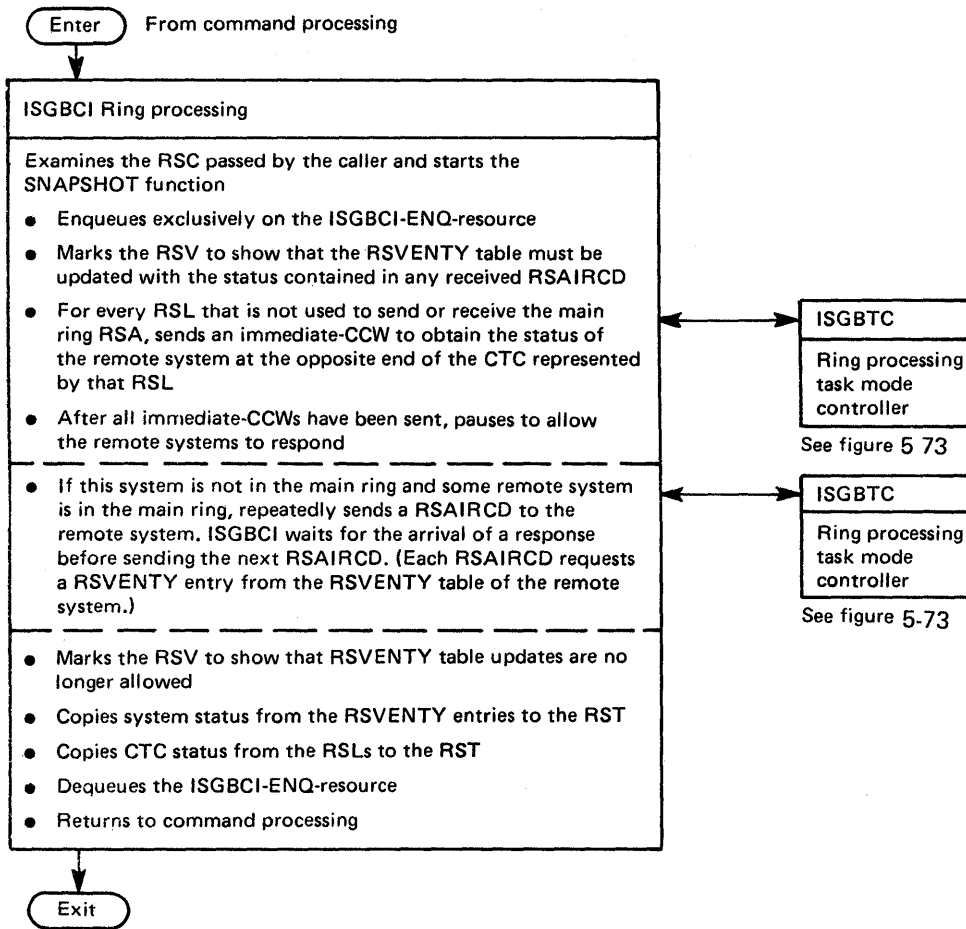 Enter From command processing
ISGBCI Ring processing
Examines the RSC passed by the caller and starts the
SNAPSHOT function
● Enqueues exclusively on the ISGBCI-ENQ-resource
● Marks the RSV to show that the RSVENTY table must be
updated with the status contained in any received RSAIRCD
● For every RSL that is not used to send or receive the main
ring RSA, sends an immediate-CCW to obtain the status of
the remote system at the opposite end of the CTC represented
by that RSL
● After all immediate-CCWs have been sent, pauses to allow
the remote systems to respond
ISGBTC
Ring processing
task mode
controller
See figure 5 73
● If this system is not in the main ring and some remote system
is in the main ring, repeatedly sends a RSAIRCD to the
remote system. ISGBCI waits for the arrival of a response
before sending the next RSAIRCD. (Each RSAIRCD requests
a RSVENTY entry from the RSVENTY table of the remote
system.)
ISGBTC
Ring processing
task mode
controller
See figure 5-73
● Marks the RSV to show that RSVENTY table updates are no
longer allowed
● Copies system status from the RSVENTY entries to the RST
● Copies CTC status from the RSLs to the RST
● Dequeues the ISGBCI-ENQ-resource
● Returns to command processing
Exit